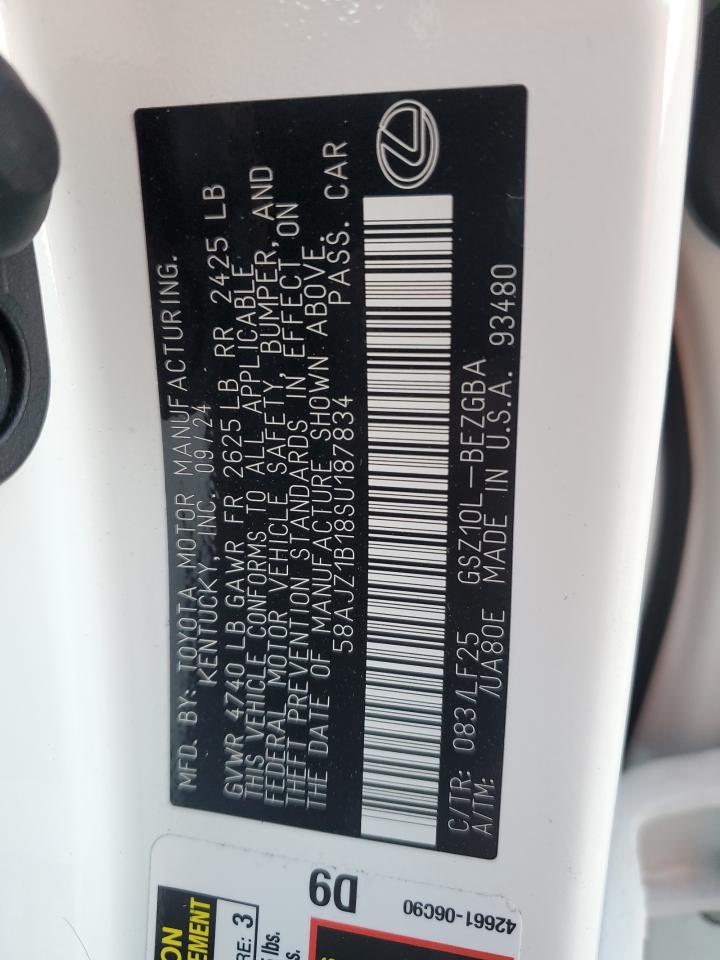 MFD. BY: TOYOTA MOTOR MANUFACTURING.
KENTUCKY, INC. 09/24
GVWR 4740 LB GAWR FR 2625 LB RR 2425 LB
THIS VEHICLE CONFORMS TO ALL APPLICABLE
FEDERAL MOTOR VEHICLE SAFETY, BUMPER, AND
THEFT PREVENTION STANDARDS IN EFFECT ON
THE DATE OF MANUFACTURE SHOWN ABOVE.
58AJZ1B18SU187834 PASS. CAR
C/TR: 083/LF25 GSZ10L-BEZGBA
A/TM: /UA80E MADE IN U.S.A. 93480
D9
42661-06C90
3
lbs.